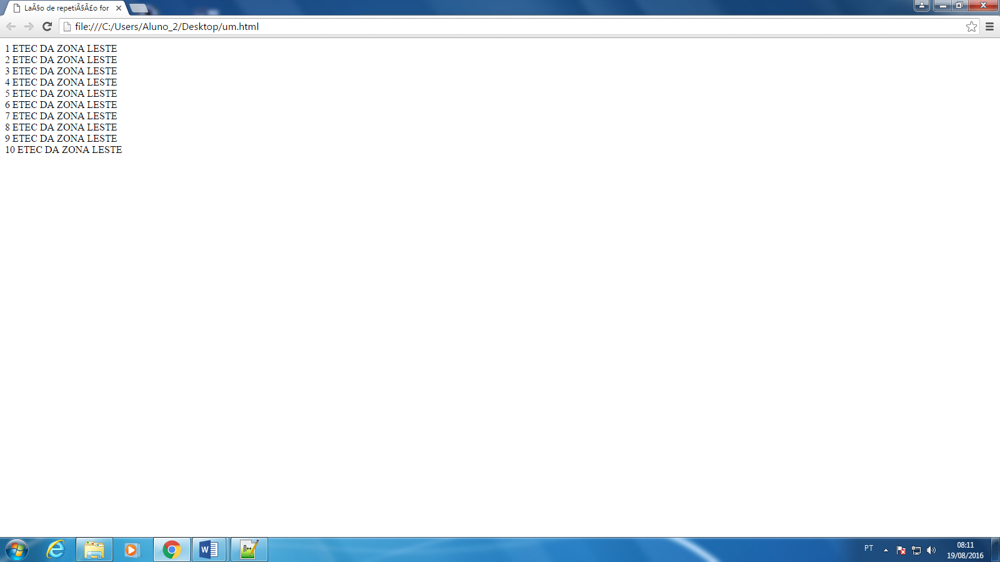 LaÃ§o de repetiÃ§Ã£o for
file:///C:/Users/Aluno_2/Desktop/um.html
1 ETEC DA ZONA LESTE
2 ETEC DA ZONA LESTE
3 ETEC DA ZONA LESTE
4 ETEC DA ZONA LESTE
5 ETEC DA ZONA LESTE
6 ETEC DA ZONA LESTE
7 ETEC DA ZONA LESTE
8 ETEC DA ZONA LESTE
9 ETEC DA ZONA LESTE
10 ETEC DA ZONA LESTE
PT
08:11
19/08/2016